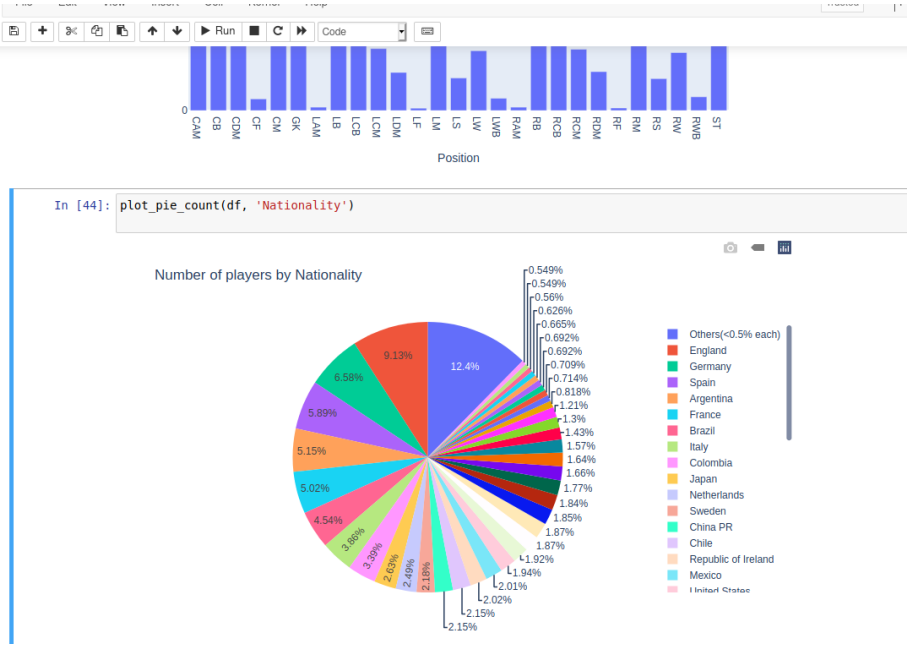 Trusted
Run
Code
0
CAM CB CDM CF CM GK LAM LB LCB LCM LDM LF LM LS LW LWB RAM RB RCB RCM RDM RF RM RS RW RWB ST
Position
In [44]: plot_pie_count(df, 'Nationality')
Number of players by Nationality
0.549%
0.549%
0.56%
0.626%
0.665%
0.692%
0.692%
0.709%
0.714%
0.818%
1.21%
1.3%
1.43%
1.57%
1.64%
1.66%
1.77%
1.84%
1.85%
1.87%
1.87%
1.92%
1.94%
2.01%
2.02%
2.15%
2.15%
2.18%
2.49%
2.63%
3.39%
3.86%
4.54%
5.02%
5.15%
5.89%
6.58%
9.13%
12.4%
Others(<0.5% each)
England
Germany
Spain
Argentina
France
Brazil
Italy
Colombia
Japan
Netherlands
Sweden
China PR
Chile
Republic of Ireland
Mexico
United States